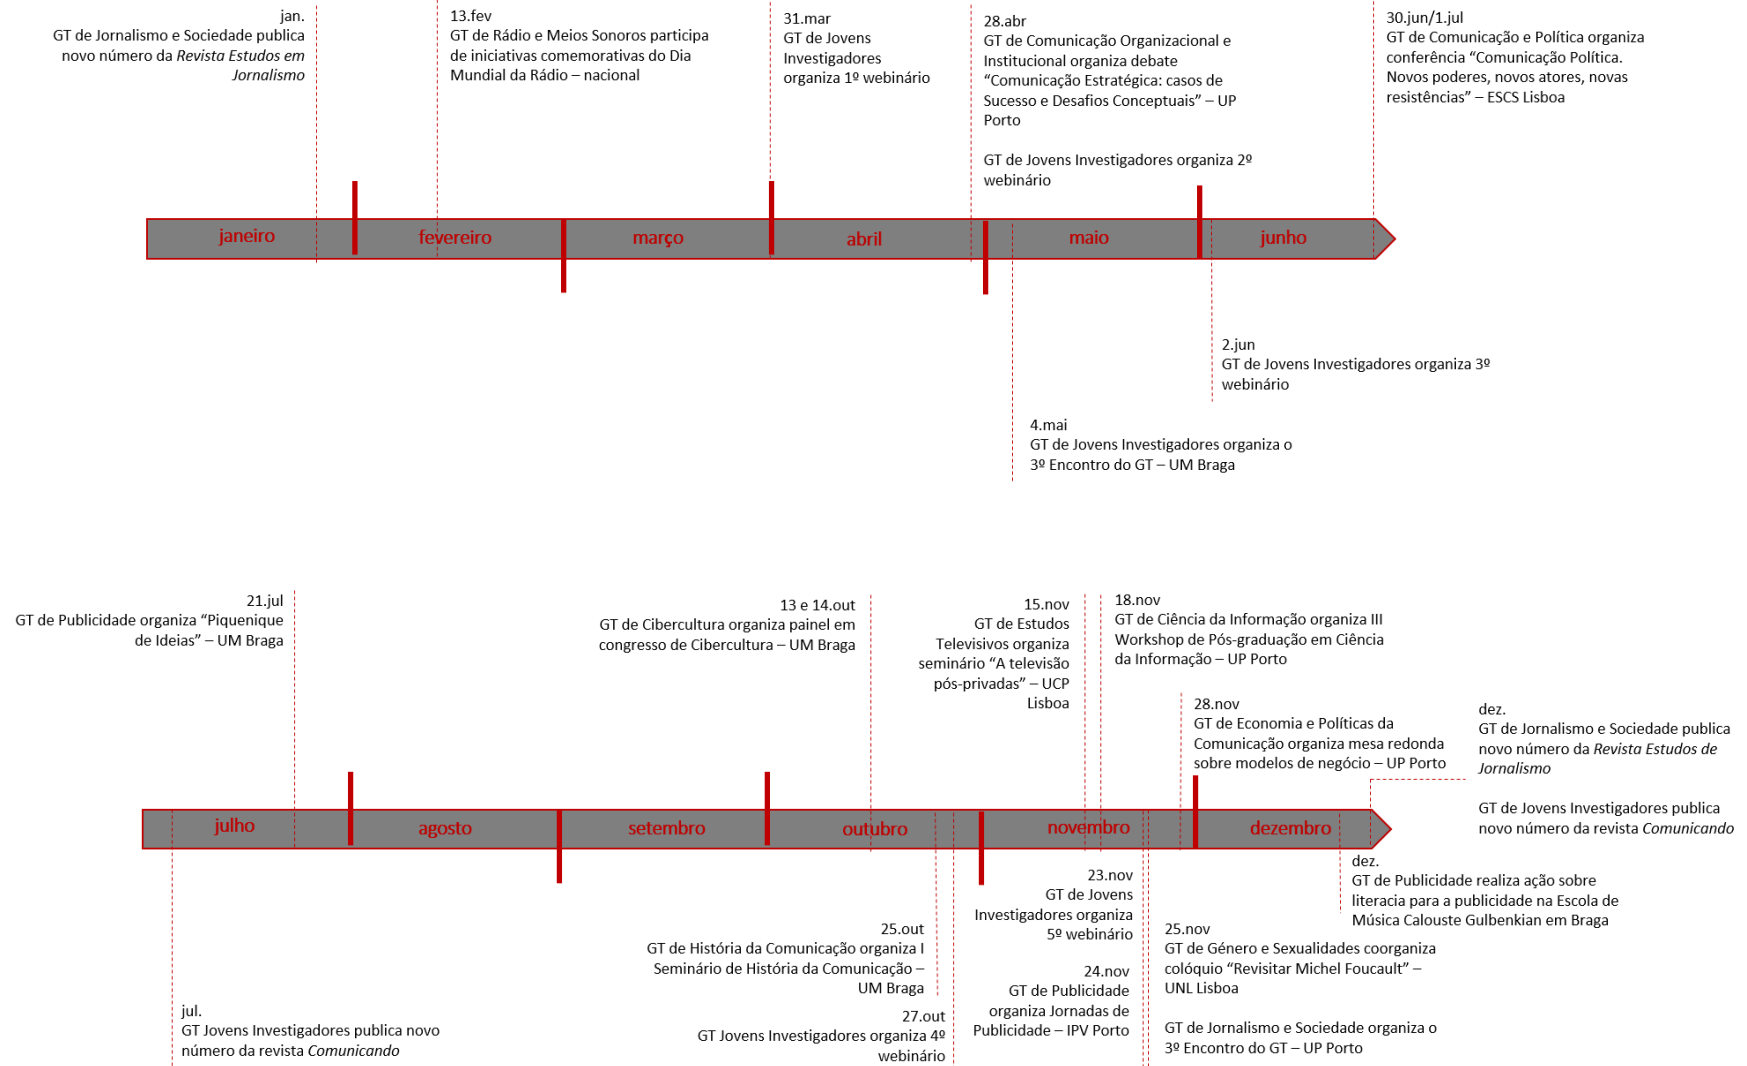 jan.
GT de Jornalismo e Sociedade publica
novo número da Revista Estudos em
Jornalismo
13.fev
GT de Rádio e Meios Sonoros participa
de iniciativas comemorativas do Dia
Mundial da Rádio – nacional
31.mar
GT de Jovens
Investigadores
organiza 1º webinário
28.abr
GT de Comunicação Organizacional e
Institucional organiza debate
“Comunicação Estratégica: casos de
Sucesso e Desafios Conceptuais” – UP
Porto
GT de Jovens Investigadores organiza 2º
webinário
30.jun/1.jul
GT de Comunicação e Política organiza
conferência “Comunicação Política.
Novos poderes, novos atores, novas
resistências” – ESCS Lisboa
janeiro
fevereiro
março
abril
maio
junho
2.jun
GT de Jovens Investigadores organiza 3º
webinário
4.mai
GT de Jovens Investigadores organiza o
3º Encontro do GT – UM Braga
21.jul
GT de Publicidade organiza “Piquenique
de Ideias” – UM Braga
13 e 14.out
GT de Cibercultura organiza painel em
congresso de Cibercultura – UM Braga
15.nov
GT de Estudos
Televisivos organiza
seminário “A televisão
pós-privadas” – UCP
Lisboa
18.nov
GT de Ciência da Informação organiza III
Workshop de Pós-graduação em Ciência
da Informação – UP Porto
28.nov
GT de Economia e Políticas da
Comunicação organiza mesa redonda
sobre modelos de negócio – UP Porto
dez.
GT de Jornalismo e Sociedade publica
novo número da Revista Estudos de
Jornalismo
GT de Jovens Investigadores publica
novo número da revista Comunicando
julho
agosto
setembro
outubro
novembro
dezembro
dez.
GT de Publicidade realiza ação sobre
literacia para a publicidade na Escola de
Música Calouste Gulbenkian em Braga
23.nov
GT de Jovens
Investigadores organiza
5º webinário
25.out
GT de História da Comunicação organiza I
Seminário de História da Comunicação –
UM Braga
25.nov
GT de Género e Sexualidades coorganiza
colóquio “Revisitar Michel Foucault” –
UNL Lisboa
GT de Jornalismo e Sociedade organiza o
3º Encontro do GT – UP Porto
24.nov
GT de Publicidade
organiza Jornadas de
Publicidade – IPV Porto
27.out
GT Jovens Investigadores organiza 4º
webinário
jul.
GT Jovens Investigadores publica novo
número da revista Comunicando